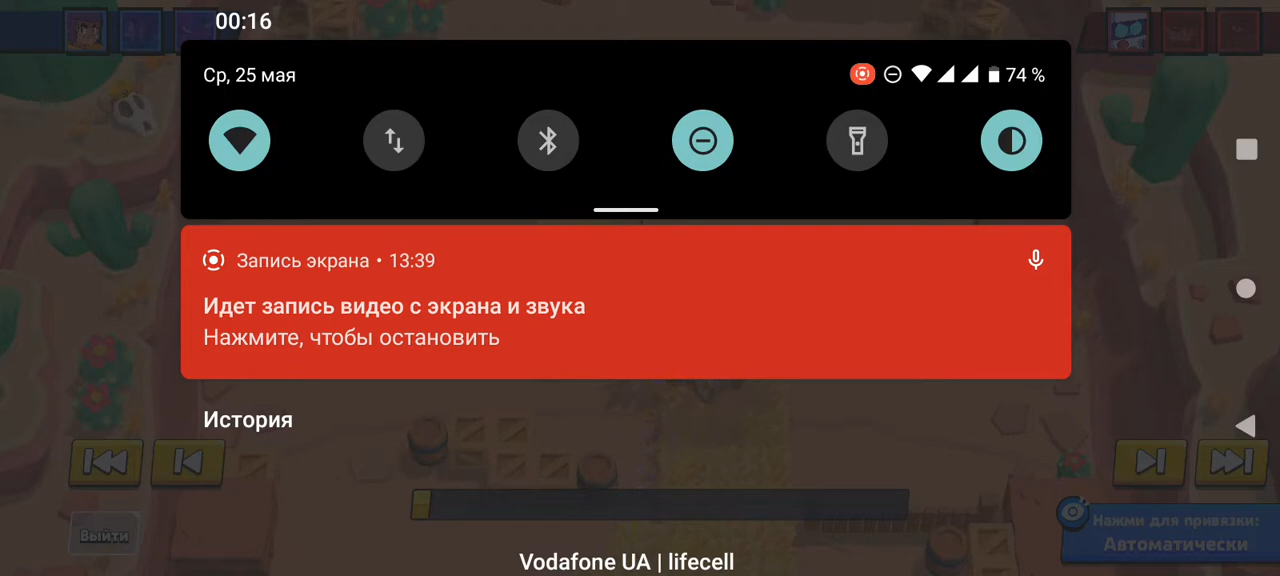 00:16
Ср, 25 мая
74 %
Запись экрана • 13:39
Идет запись видео с экрана и звука
Нажмите, чтобы остановить
История
Выйти
Нажми для привязки:
Автоматически
Vodafone UA | lifecell